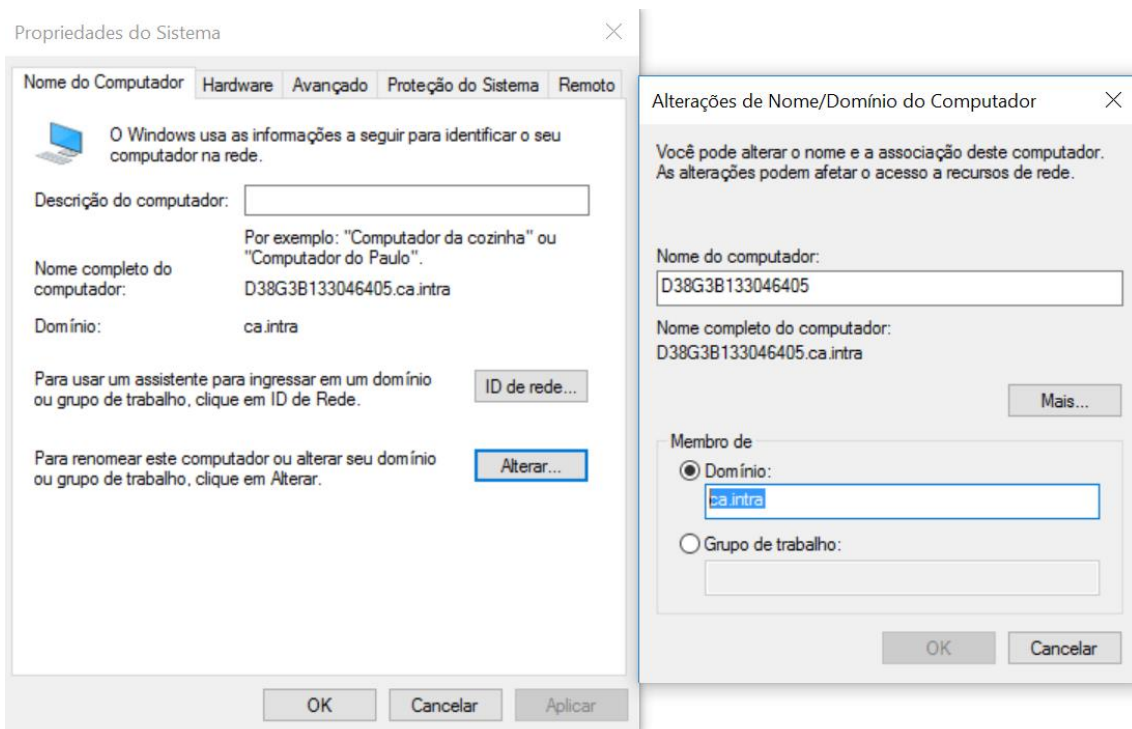 Propriedades do Sistema
Nome do Computador
Hardware
Avançado
Proteção do Sistema
Remoto
O Windows usa as informações a seguir para identificar o seu
computador na rede.
Descrição do computador:
Por exemplo: "Computador da cozinha" ou
"Computador do Paulo".
Nome completo do
computador:
D38G3B133046405.ca.intra
Domínio:
ca.intra
Para usar um assistente para ingressar em um domínio
ou grupo de trabalho, clique em ID de Rede.
ID de rede...
Para renomear este computador ou alterar seu domínio
ou grupo de trabalho, clique em Alterar.
Alterar...
OK
Cancelar
Aplicar
Alterações de Nome/Domínio do Computador
Você pode alterar o nome e a associação deste computador.
As alterações podem afetar o acesso a recursos de rede.
Nome do computador:
D38G3B133046405
Nome completo do computador:
D38G3B133046405.ca.intra
Mais...
Membro de
Domínio:
ca.intra
Grupo de trabalho:
OK
Cancelar